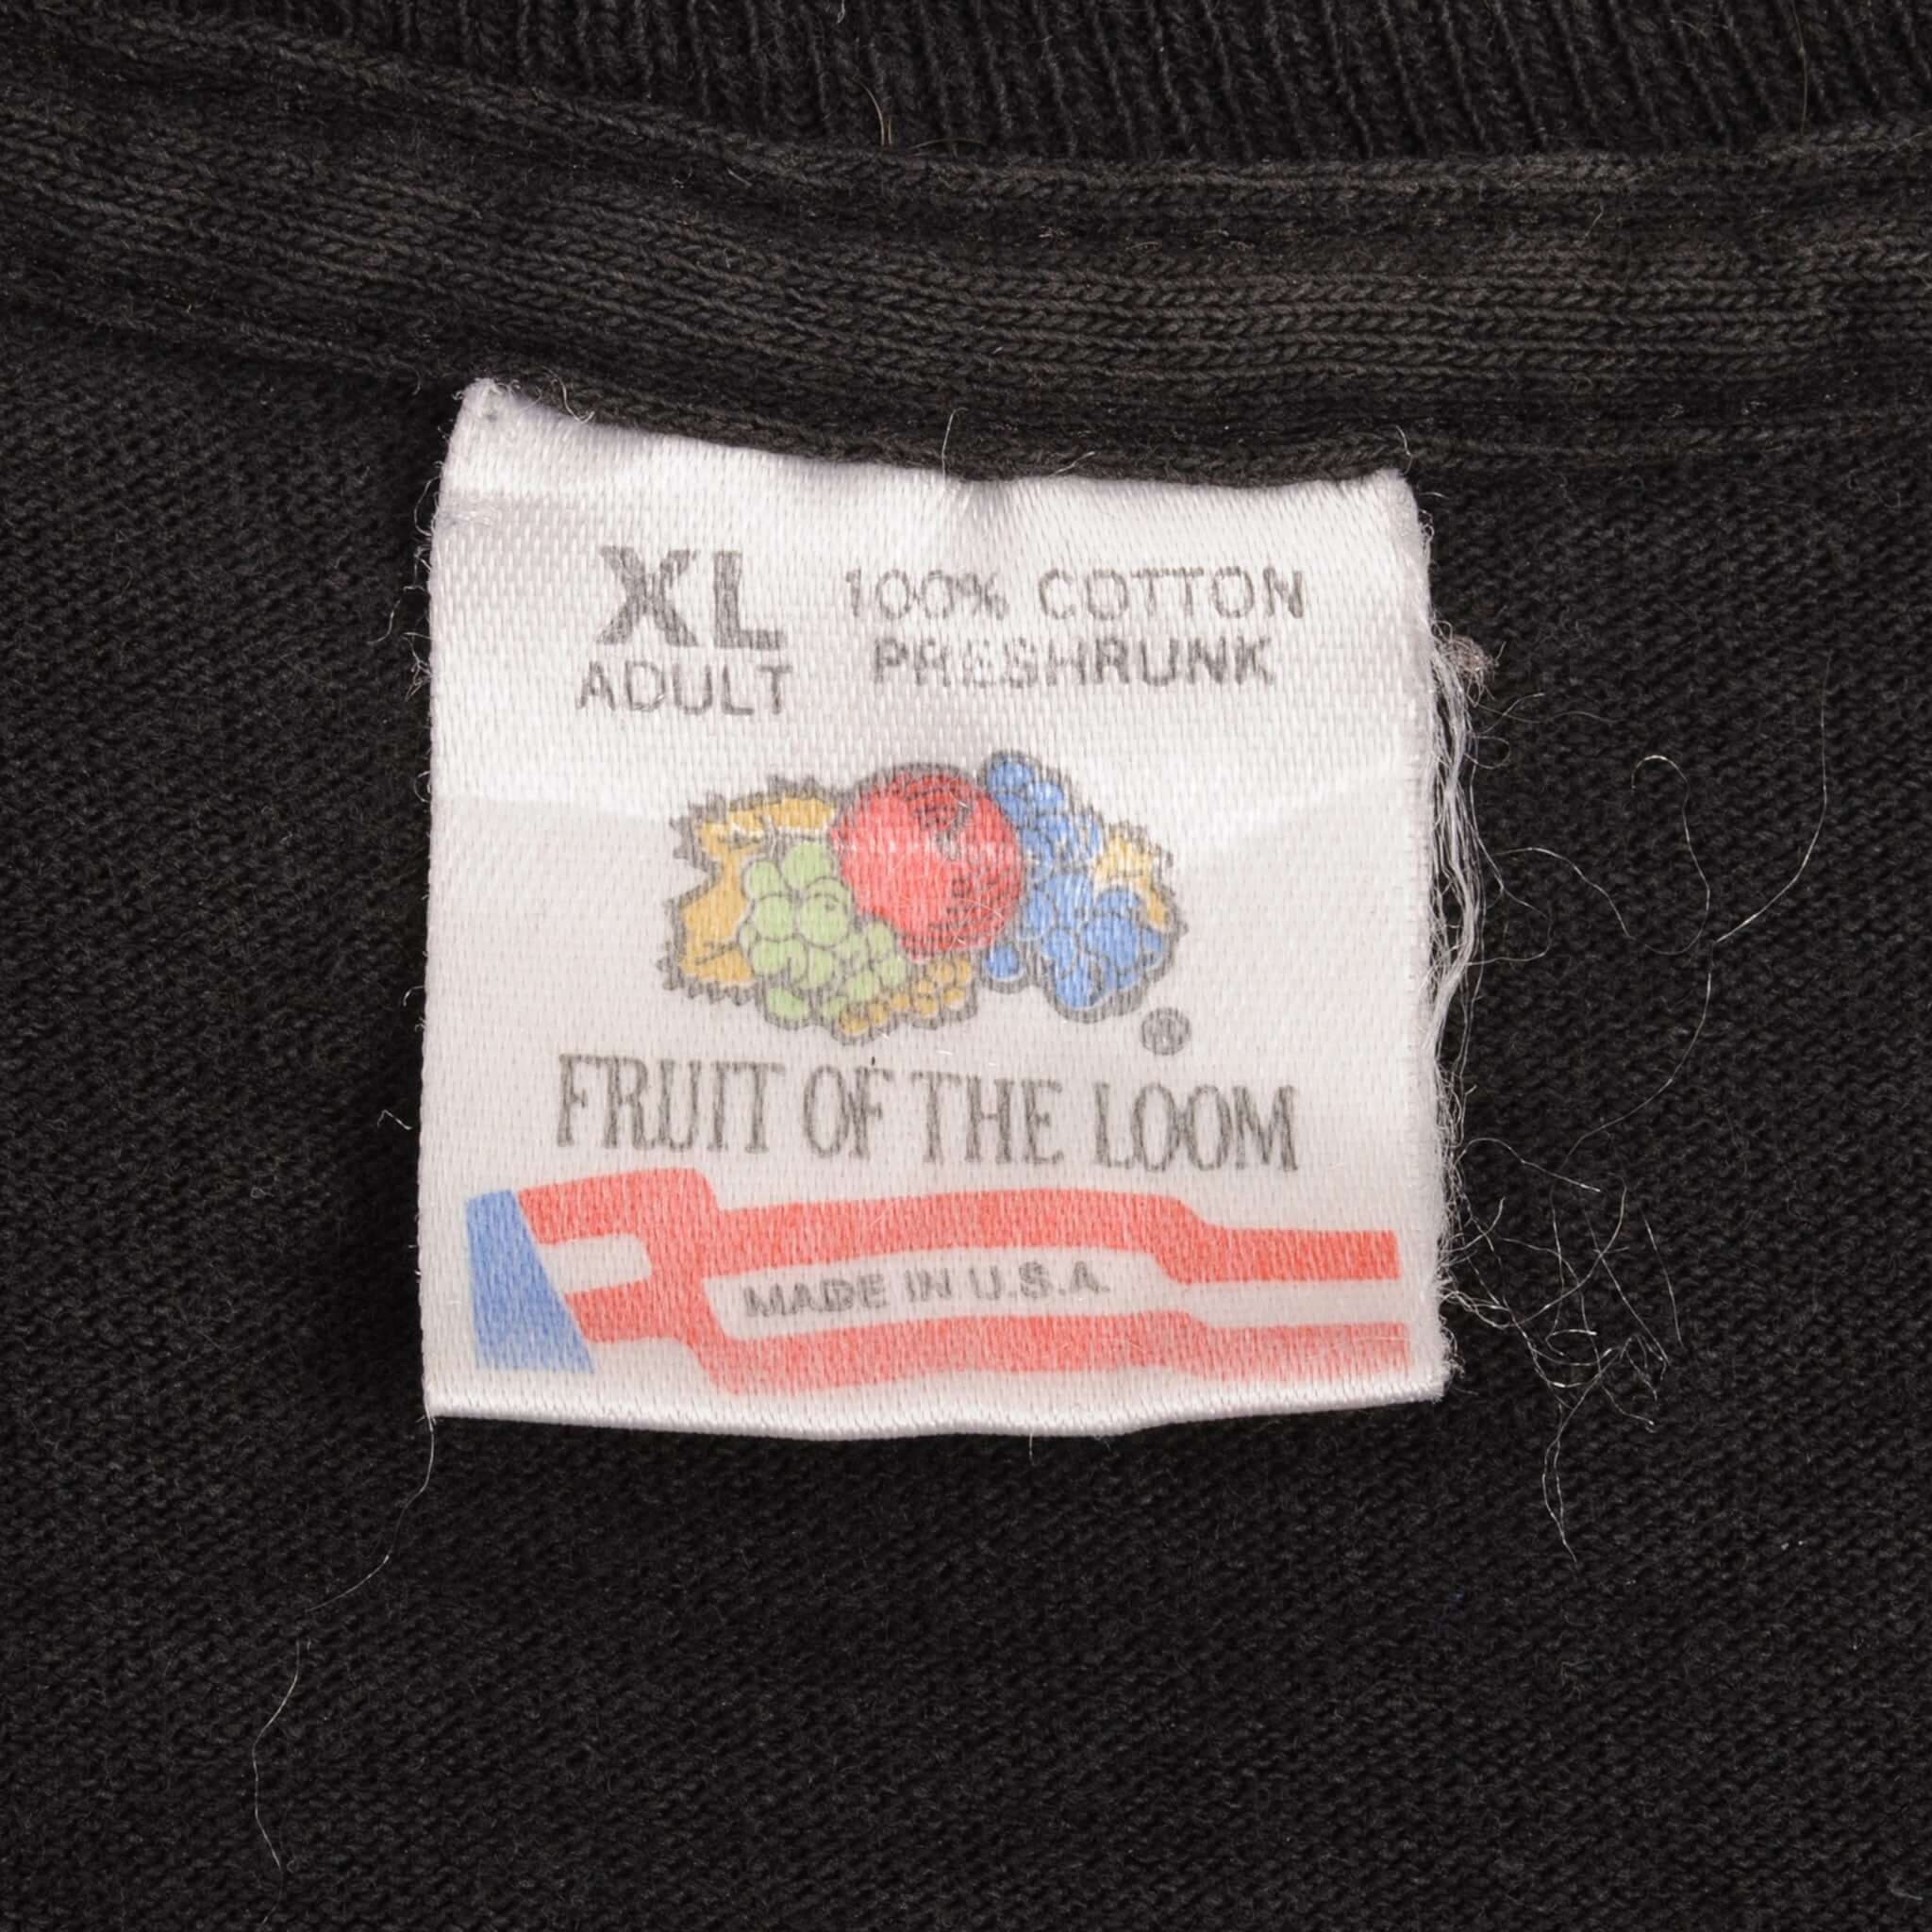 XL
ADULT
100% COTTON
PRESHRUNK
®
FRUIT OF THE LOOM
MADE IN U.S.A.